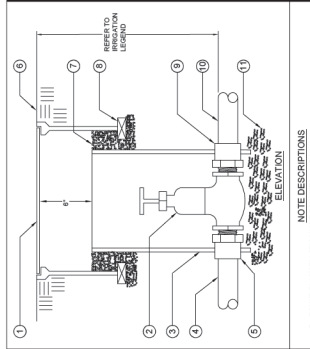 REFER TO
IRRIGATION
LEGEND
6
7
8
9
10
11
6"
1
2
3
4
5
ELEVATION
NOTE DESCRIPTIONS